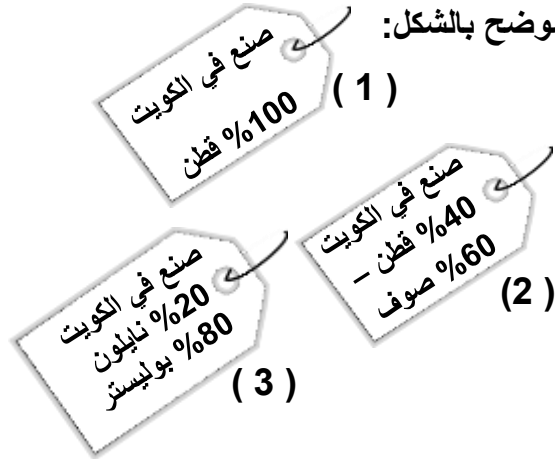 وضح بالشكل:
صنع في الكويت
100% قطن
( 1 )
صنع في الكويت
40% قطن –
60% صوف
(2 )
صنع في الكويت
20% نايلون
80% بوليستر
( 3 )